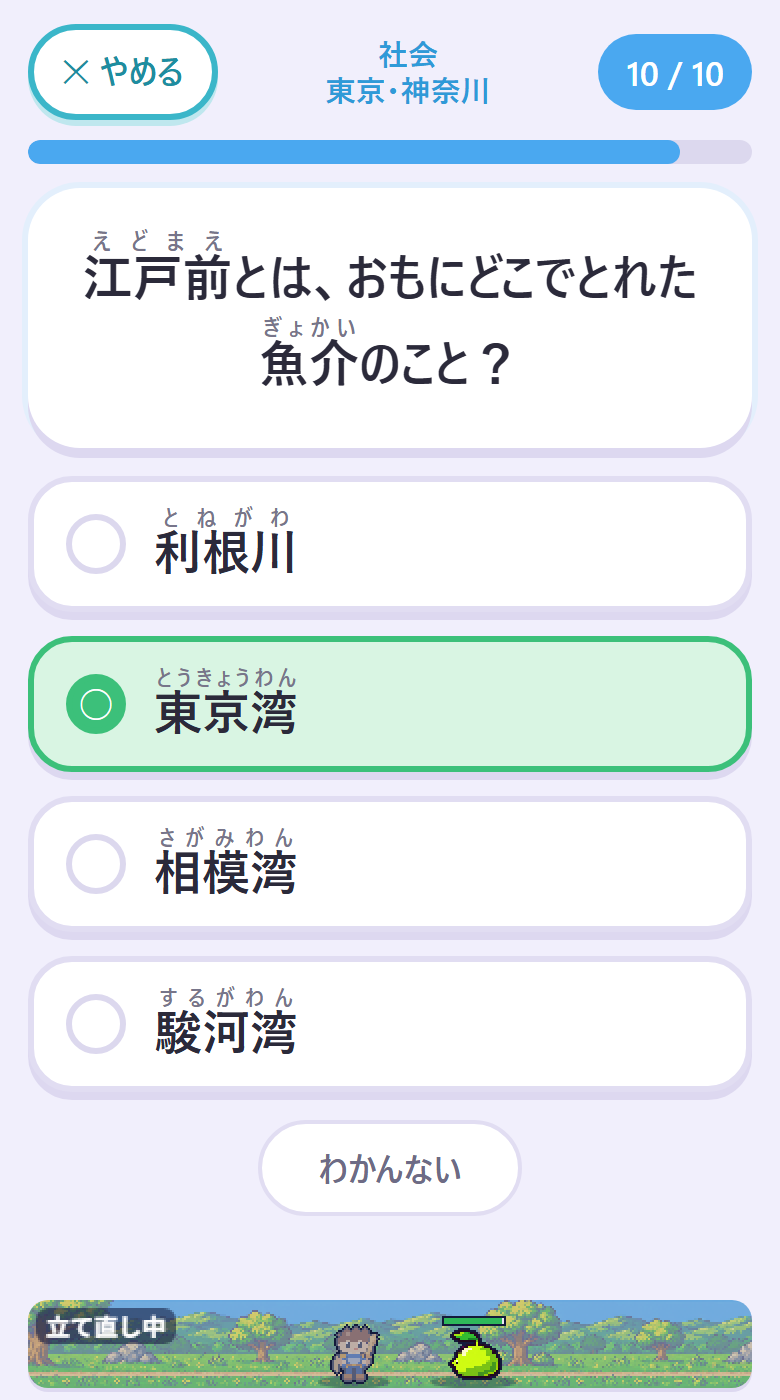 × やめる
社会
東京・神奈川
10 / 10
えどまえ
江戸前とは、おもにどこでとれた
ぎょかい
魚介のこと？
とねがわ
利根川
とうきょうわん
東京湾
さがみわん
相模湾
するがわん
駿河湾
わかんない
立て直し中